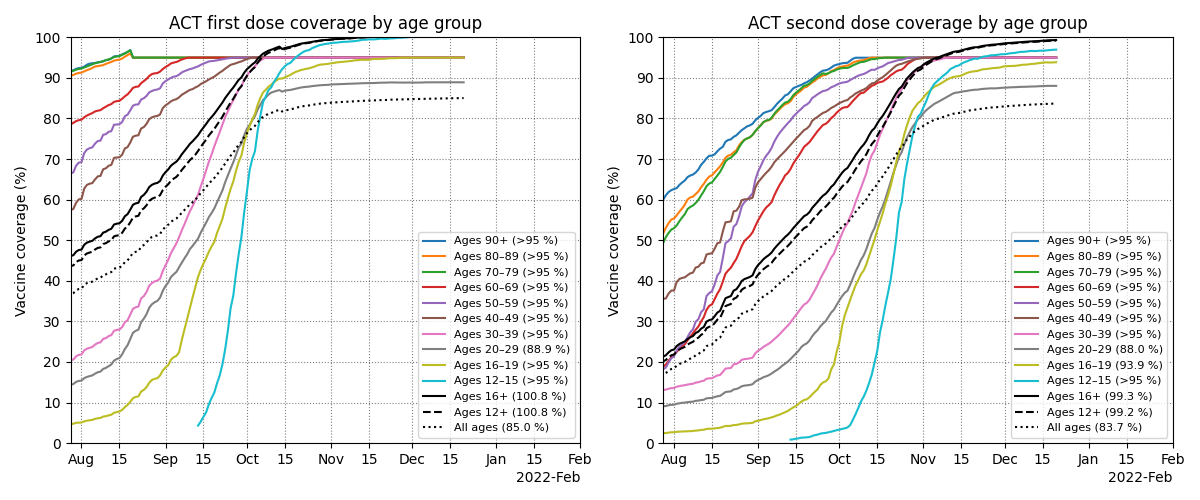 ACT first dose coverage by age group
Vaccine coverage (%)
100
90
80
70
60
50
40
30
20
10
0
Aug 15 Sep 15 Oct 15 Nov 15 Dec 15 Jan 15 Feb
2022-Feb
Ages 90+ (>95 %)
Ages 80–89 (>95 %)
Ages 70–79 (>95 %)
Ages 60–69 (>95 %)
Ages 50–59 (>95 %)
Ages 40–49 (>95 %)
Ages 30–39 (>95 %)
Ages 20–29 (88.9 %)
Ages 16–19 (>95 %)
Ages 12–15 (>95 %)
Ages 16+ (100.8 %)
Ages 12+ (100.8 %)
All ages (85.0 %)
ACT second dose coverage by age group
Vaccine coverage (%)
100
90
80
70
60
50
40
30
20
10
0
Aug 15 Sep 15 Oct 15 Nov 15 Dec 15 Jan 15 Feb
2022-Feb
Ages 90+ (>95 %)
Ages 80–89 (>95 %)
Ages 70–79 (>95 %)
Ages 60–69 (>95 %)
Ages 50–59 (>95 %)
Ages 40–49 (>95 %)
Ages 30–39 (>95 %)
Ages 20–29 (88.0 %)
Ages 16–19 (93.9 %)
Ages 12–15 (>95 %)
Ages 16+ (99.3 %)
Ages 12+ (99.2 %)
All ages (83.7 %)